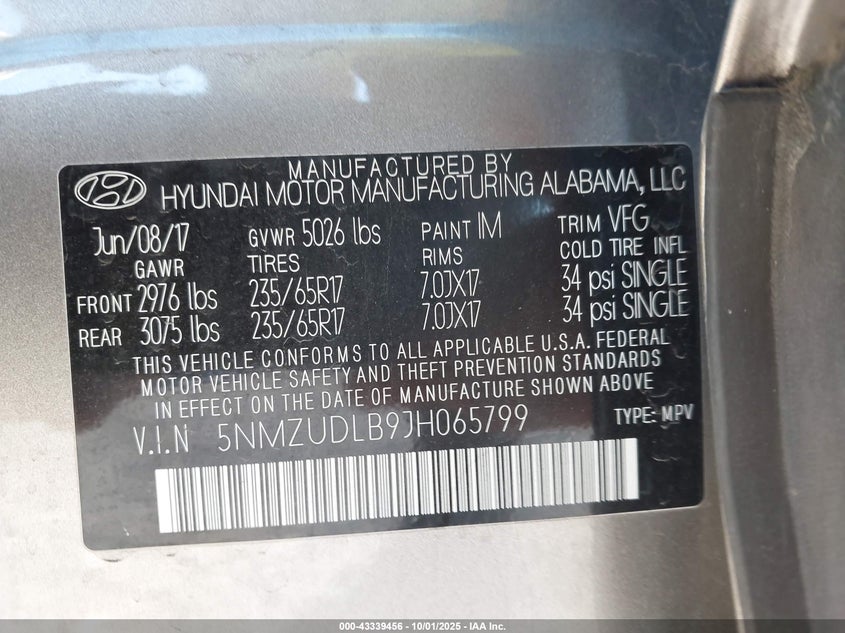 MANUFACTURED BY
HYUNDAI MOTOR MANUFACTURING ALABAMA, LLC
Jun/08/17 GVWR 5026 lbs PAINT IM TRIM VFG
GAWR TIRES RIMS COLD TIRE INFL
FRONT 2976 lbs 235/65R17 7.0JX17 34 psi SINGLE
REAR 3075 lbs 235/65R17 7.0JX17 34 psi SINGLE
THIS VEHICLE CONFORMS TO ALL APPLICABLE U.S.A. FEDERAL
MOTOR VEHICLE SAFETY AND THEFT PREVENTION STANDARDS
IN EFFECT ON THE DATE OF MANUFACTURE SHOWN ABOVE
V.I.N 5NMZUDLB9JH065799 TYPE: MPV
000-43339456 - 10/01/2025 - IAA Inc.